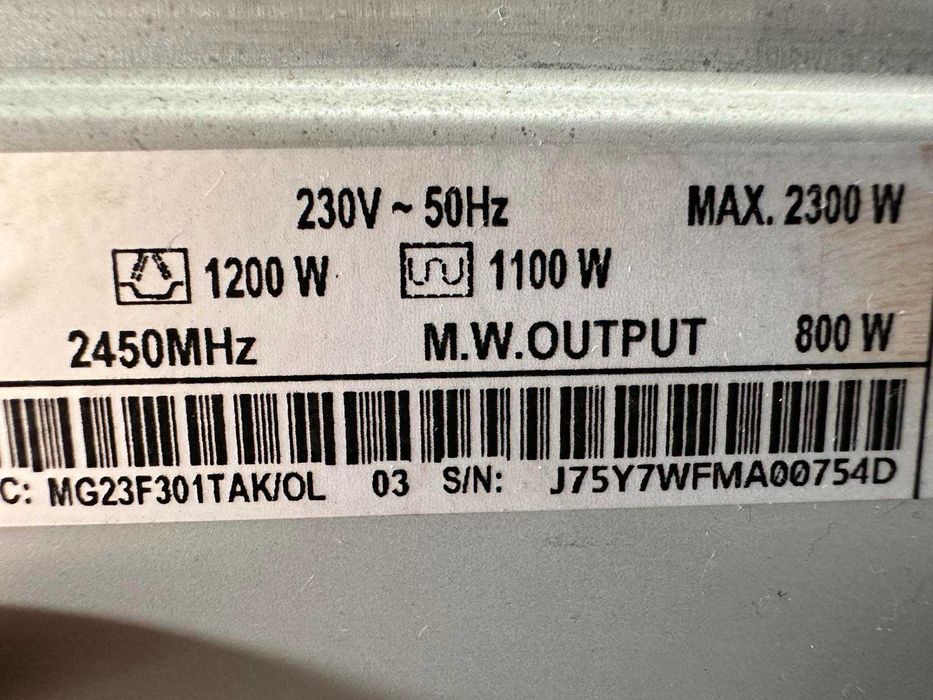 230V ~ 50Hz MAX. 2300 W
1200 W 1100 W
2450MHz M.W.OUTPUT 800 W
C: MG23F301TAK/OL 03 S/N: J75Y7WFMA00754D